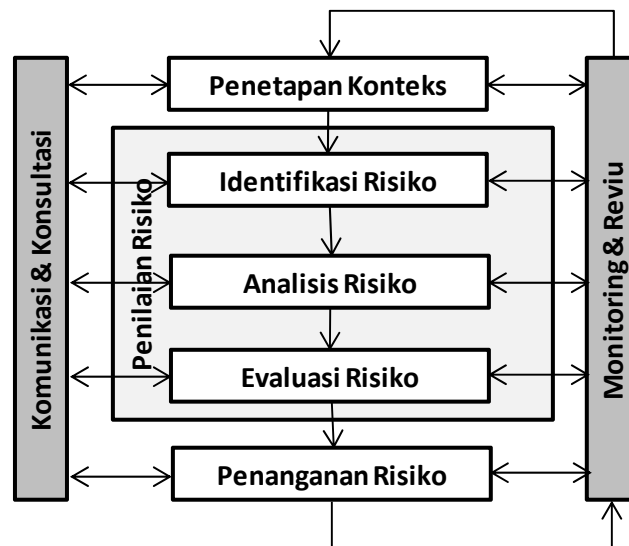 Penetapan Konteks
Komunikasi & Konsultasi
Penilaian Risiko
Identifikasi Risiko
Analisis Risiko
Evaluasi Risiko
Monitoring & Reviu
Penanganan Risiko